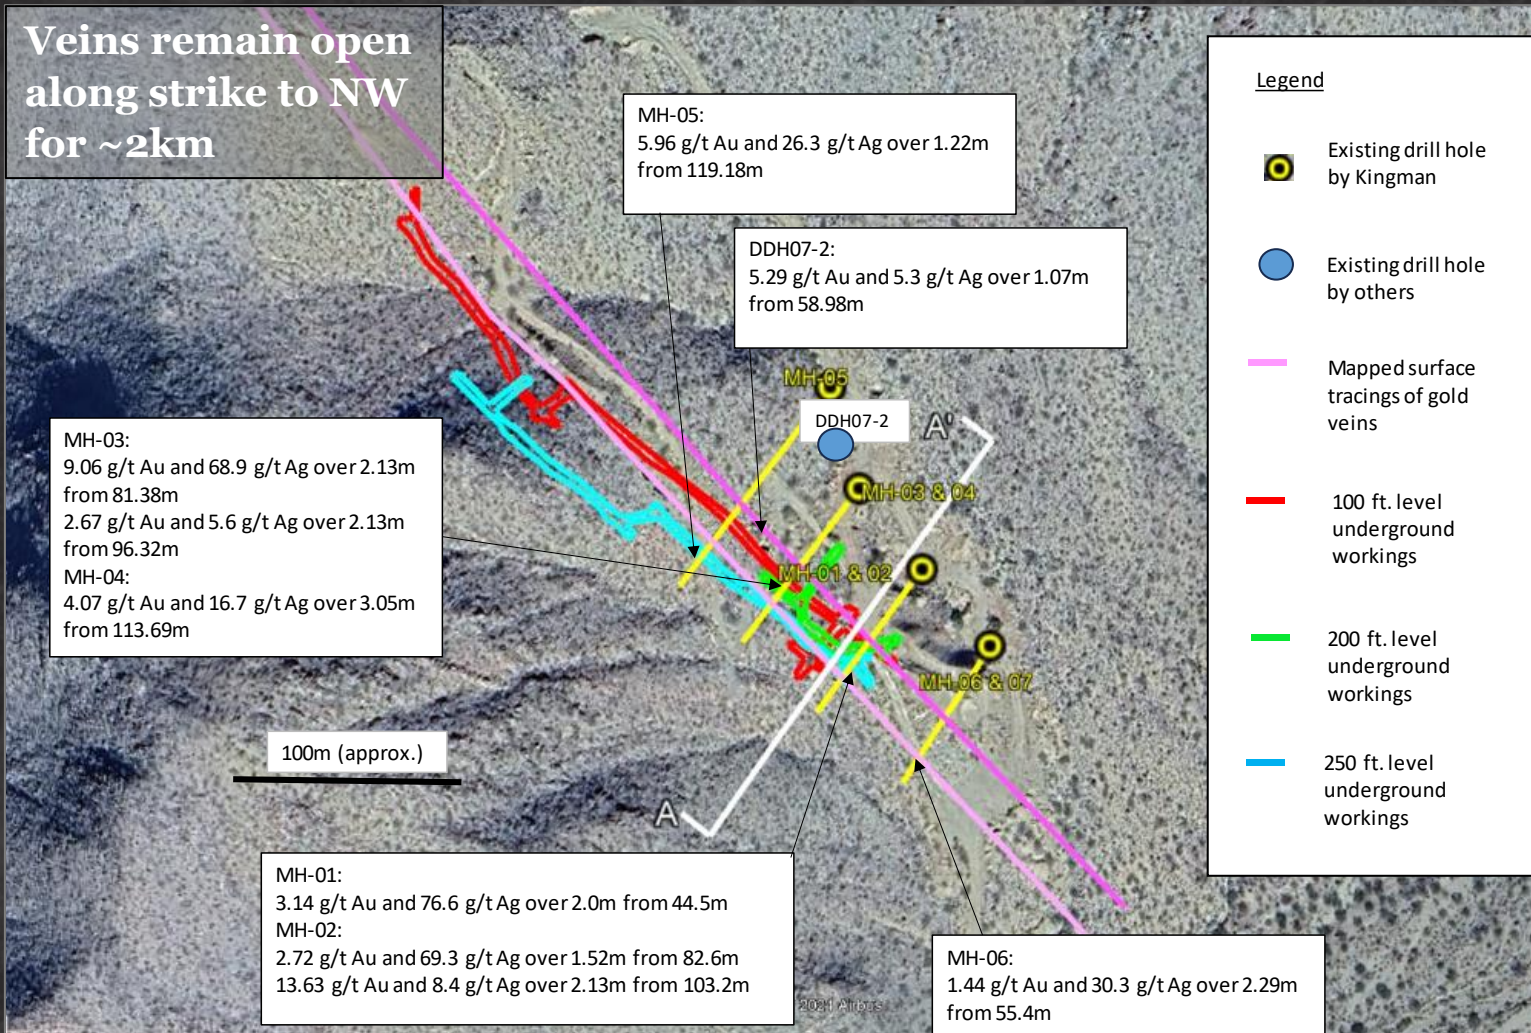 Veins remain open
along strike to NW
for ~2km
MH-05:
5.96 g/t Au and 26.3 g/t Ag over 1.22m
from 119.18m
DDH07-2:
5.29 g/t Au and 5.3 g/t Ag over 1.07m
from 58.98m
MH-03:
9.06 g/t Au and 68.9 g/t Ag over 2.13m
from 81.38m
2.67 g/t Au and 5.6 g/t Ag over 2.13m
from 96.32m
MH-04:
4.07 g/t Au and 16.7 g/t Ag over 3.05m
from 113.69m
MH-05
DDH07-2
A'
MH-03 & 04
MH-01 & 02
MH-06 & 07
100m (approx.)
A
MH-01:
3.14 g/t Au and 76.6 g/t Ag over 2.0m from 44.5m
MH-02:
2.72 g/t Au and 69.3 g/t Ag over 1.52m from 82.6m
13.63 g/t Au and 8.4 g/t Ag over 2.13m from 103.2m
MH-06:
1.44 g/t Au and 30.3 g/t Ag over 2.29m
from 55.4m
2021 Airbus
Legend
Existing drill hole
by Kingman
Existing drill hole
by others
Mapped surface
tracings of gold
veins
100 ft. level
underground
workings
200 ft. level
underground
workings
250 ft. level
underground
workings